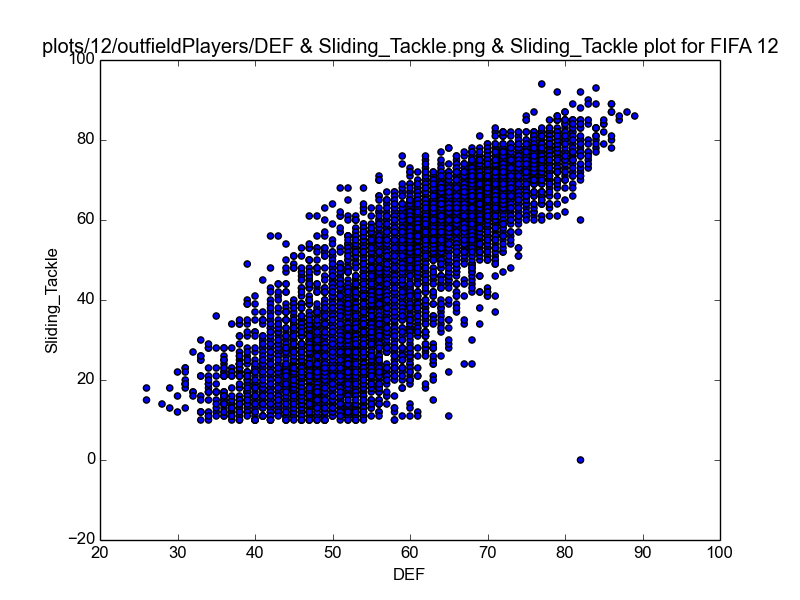 plots/12/outfieldPlayers/DEF & Sliding_Tackle.png & Sliding_Tackle plot for FIFA 12
100
80
60
40
20
0
−20
Sliding_Tackle
20 30 40 50 60 70 80 90 100
DEF